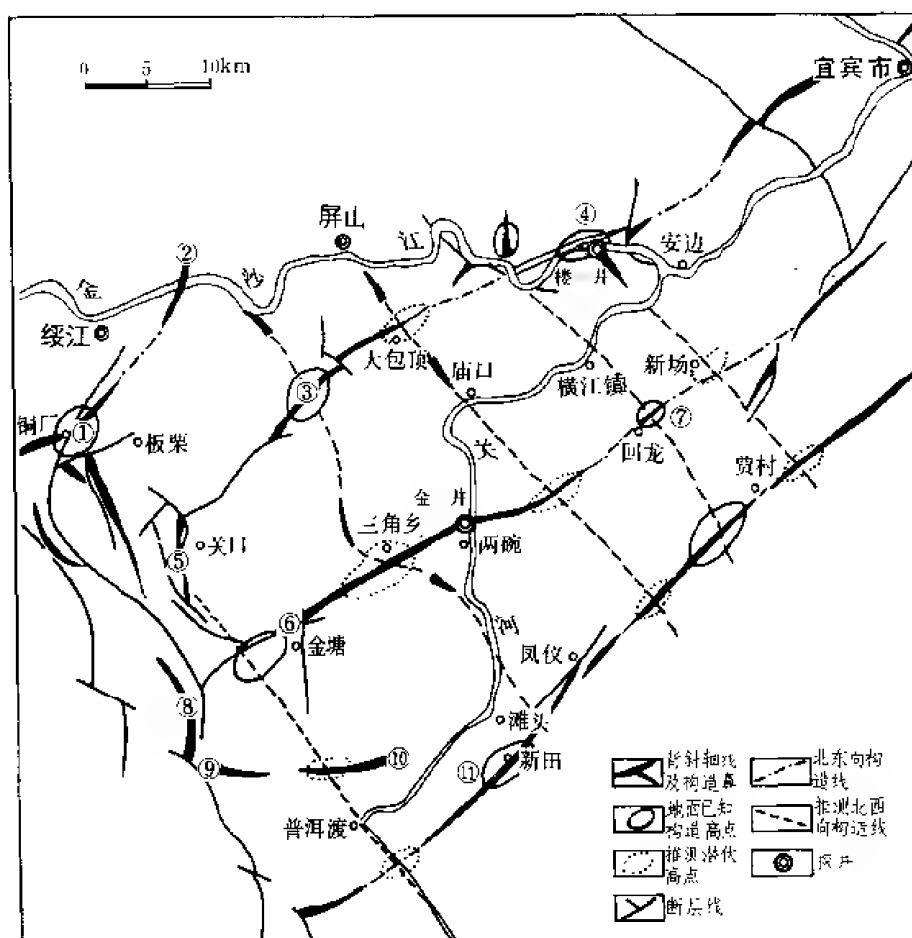 0 5 10km
宜宾市
④
屏山
江
②
安边
沙
金
楼井
绥江
大包顶
新场
庙口
横江镇
③
⑦
铜厂
①
板栗
关
回龙
贾村
金井
三角乡
关口
两碗
⑤
⑥
河
金塘
凤仪
⑧
滩头
⑨
⑩
新田
⑪
普洱渡
背斜轴线
及构造鼻
北东向构
造线
地面已知
构造高点
推测北西
向构造线
推测潜伏
高点
探井
断层线